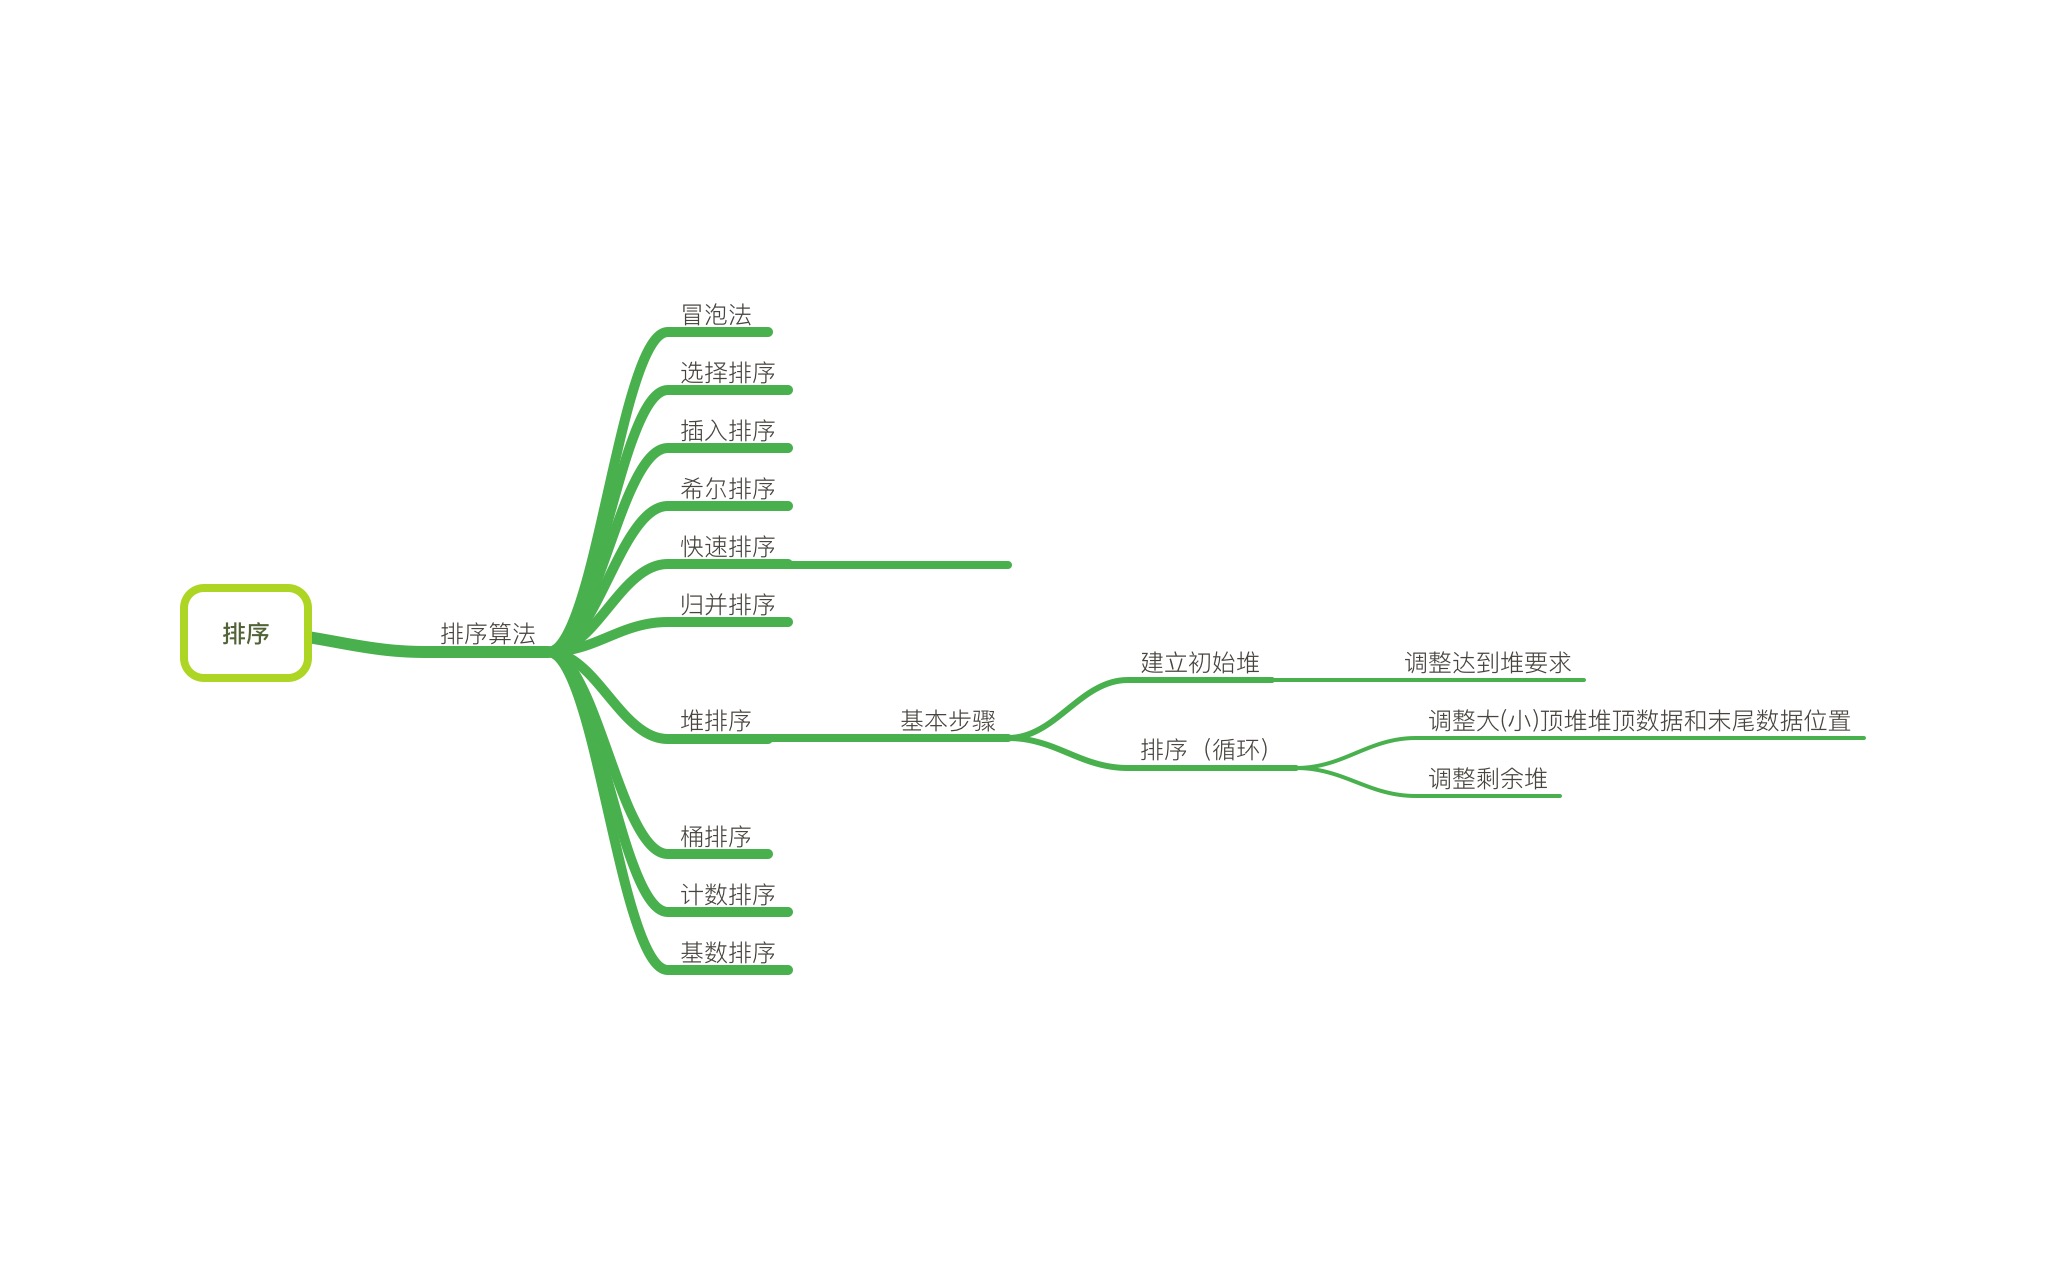 排序
排序算法
冒泡法
选择排序
插入排序
希尔排序
快速排序
归并排序
堆排序
基本步骤
建立初始堆
调整达到堆要求
排序（循环）
调整大(小)顶堆堆顶数据和末尾数据位置
调整剩余堆
桶排序
计数排序
基数排序